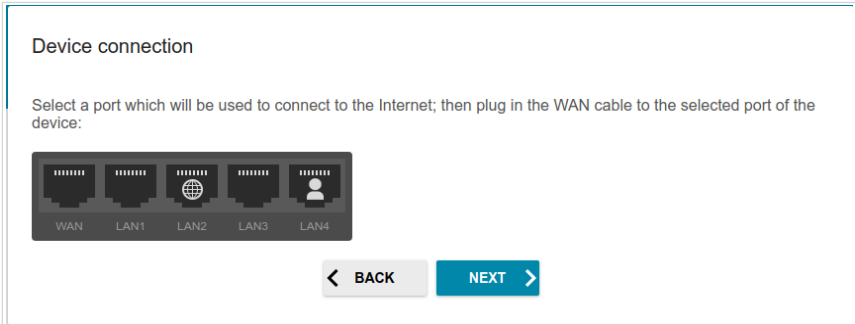 Device connection
Select a port which will be used to connect to the Internet; then plug in the WAN cable to the selected port of the
device:
WAN LAN1 LAN2 LAN3 LAN4
BACK NEXT